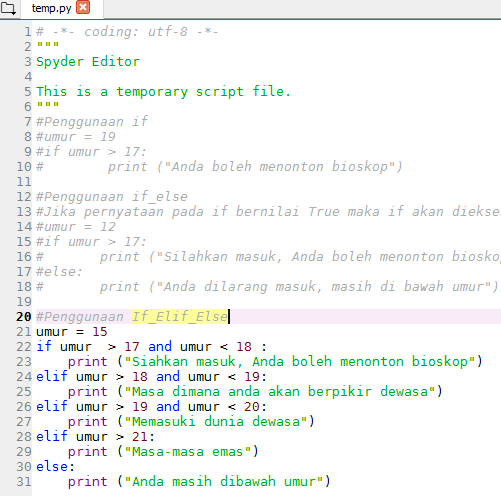 temp.py
1 # -*- coding: utf-8 -*-
2 """
3 Spyder Editor
4
5 This is a temporary script file.
6 """
7 #Penggunaan if
8 #umur = 19
9 #if umur > 17:
10 #        print ("Anda boleh menonton bioskop")
11
12 #Penggunaan if_else
13 #Jika pernyataan pada if bernilai True maka if akan diekse
14 #umur = 12
15 #if umur > 17:
16 #       print ("Silahkan masuk, Anda boleh menonton biosko
17 #else:
18 #       print ("Anda dilarang masuk, masih di bawah umur")
19
20 #Penggunaan If_Elif_Else
21 umur = 15
22 if umur  > 17 and umur < 18 :
23     print ("Siahkan masuk, Anda boleh menonton bioskop")
24 elif umur > 18 and umur < 19:
25     print ("Masa dimana anda akan berpikir dewasa")
26 elif umur > 19 and umur < 20:
27     print ("Memasuki dunia dewasa")
28 elif umur > 21:
29     print ("Masa-masa emas")
30 else:
31     print ("Anda masih dibawah umur")